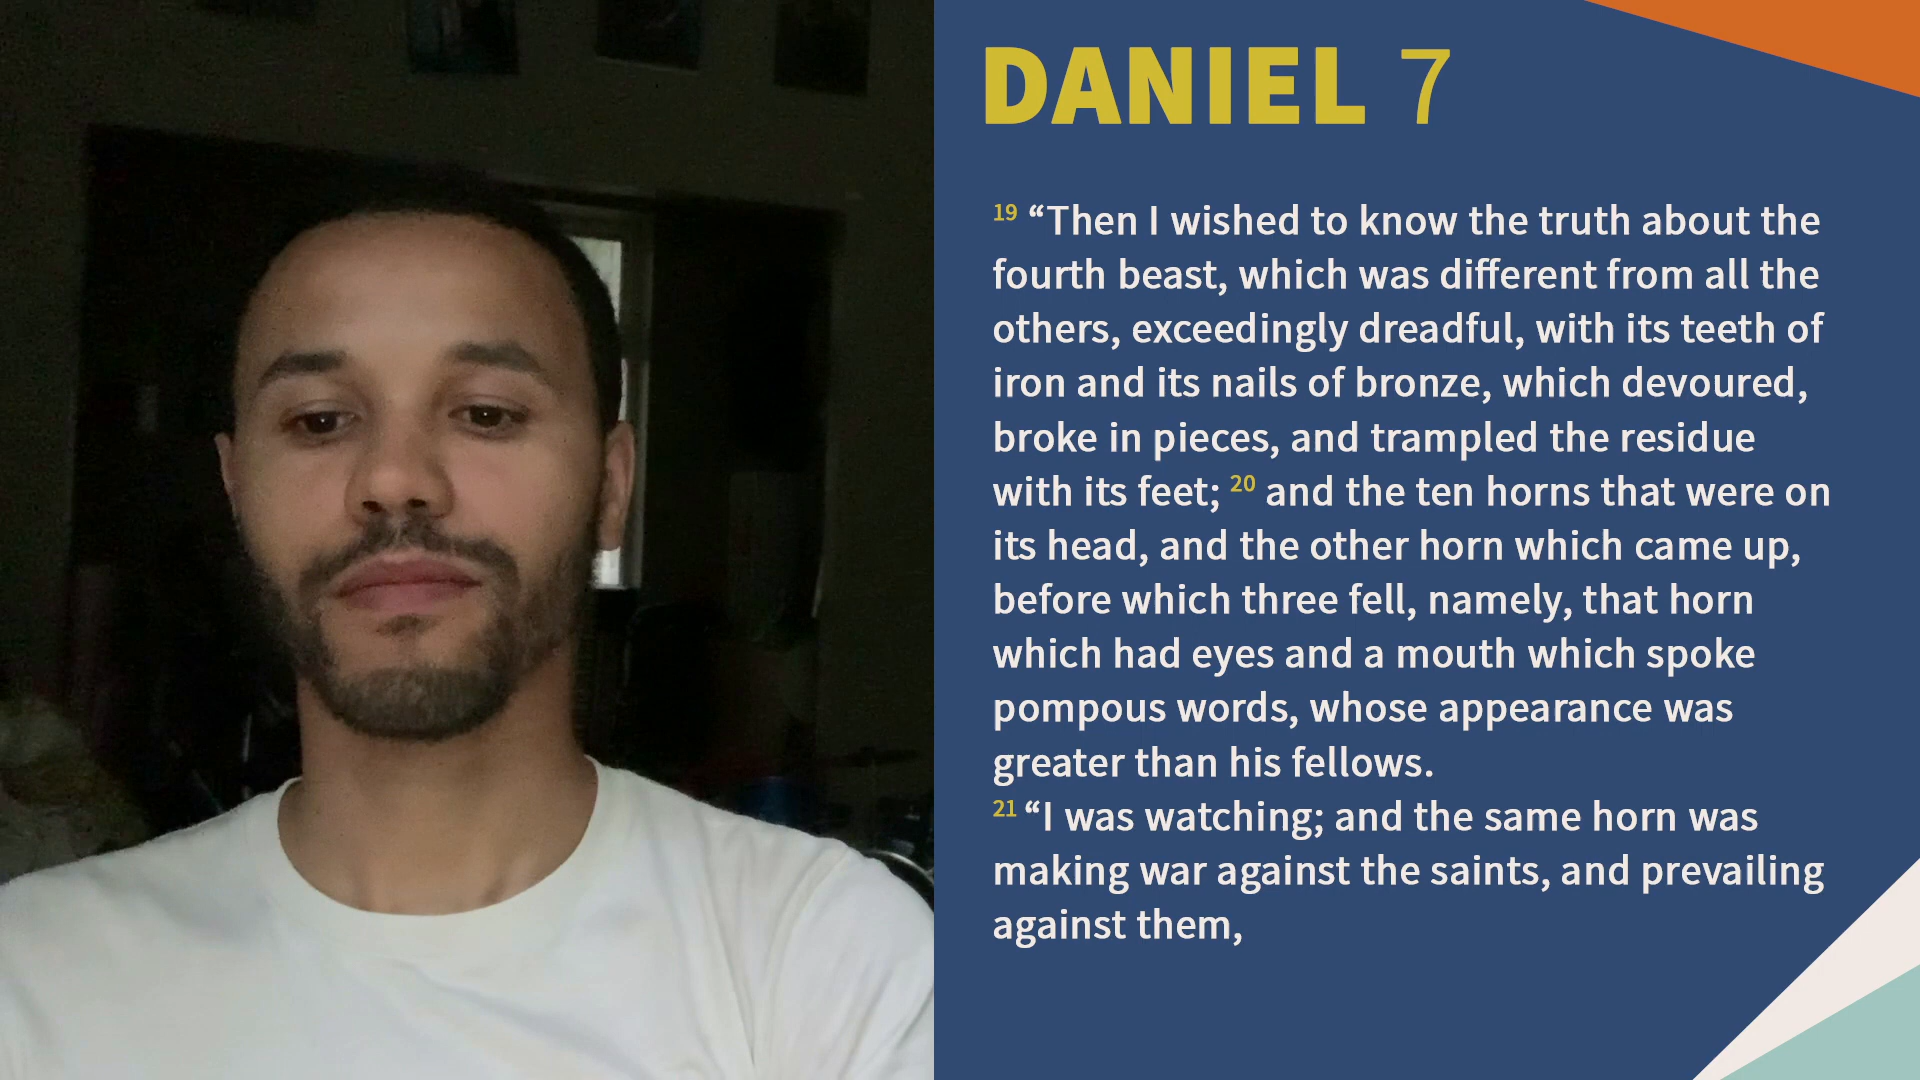 DANIEL 7
19 “Then I wished to know the truth about the
fourth beast, which was different from all the
others, exceedingly dreadful, with its teeth of
iron and its nails of bronze, which devoured,
broke in pieces, and trampled the residue
with its feet; 20 and the ten horns that were on
its head, and the other horn which came up,
before which three fell, namely, that horn
which had eyes and a mouth which spoke
pompous words, whose appearance was
greater than his fellows.
21 “I was watching; and the same horn was
making war against the saints, and prevailing
against them,